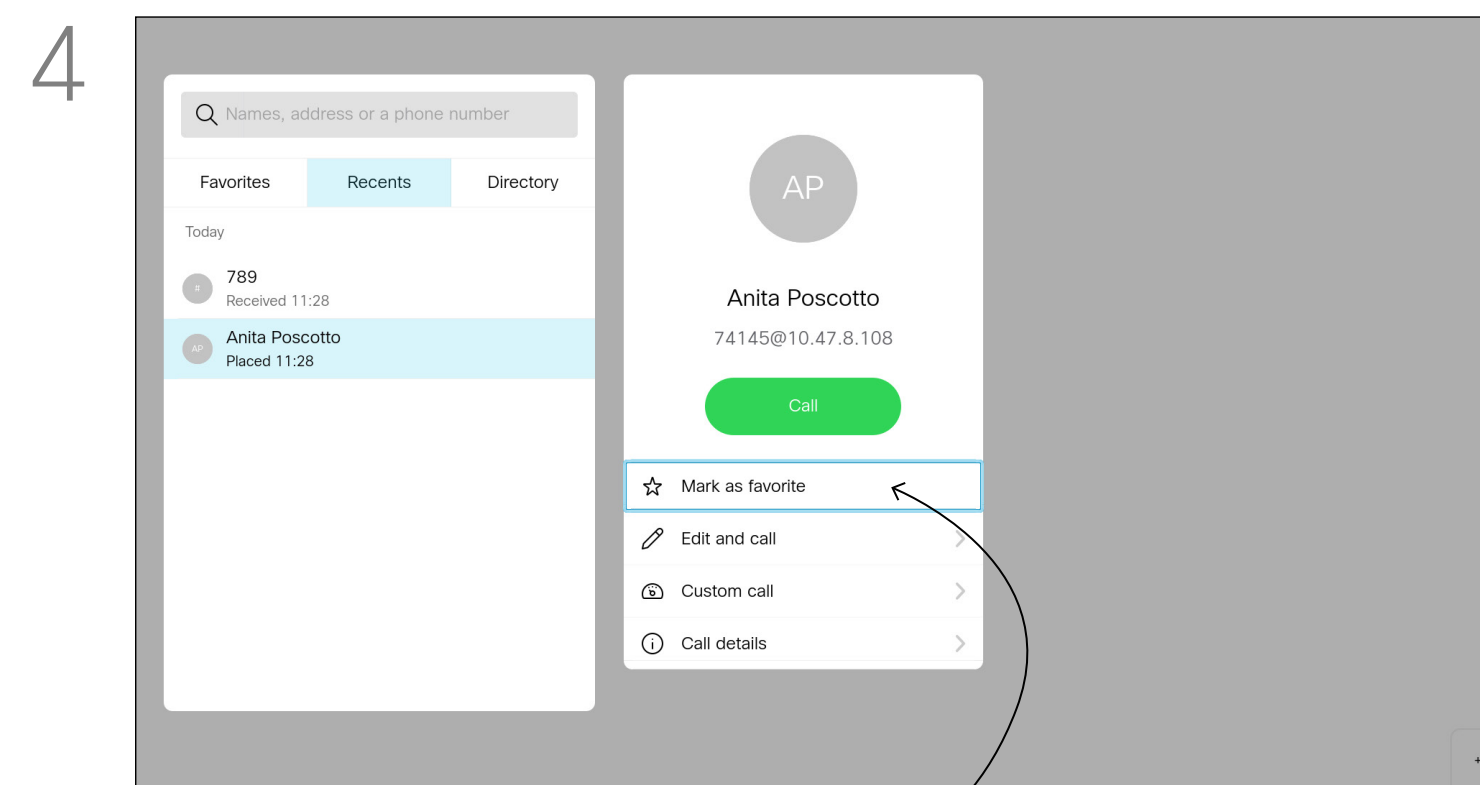 4
Names, address or a phone number
Favorites Recents Directory
Today
#
789
Received 11:28
AP
Anita Poscotto
Placed 11:28
AP
Anita Poscotto
74145@10.47.8.108
Call
Mark as favorite
Edit and call
Custom call
Call details
+